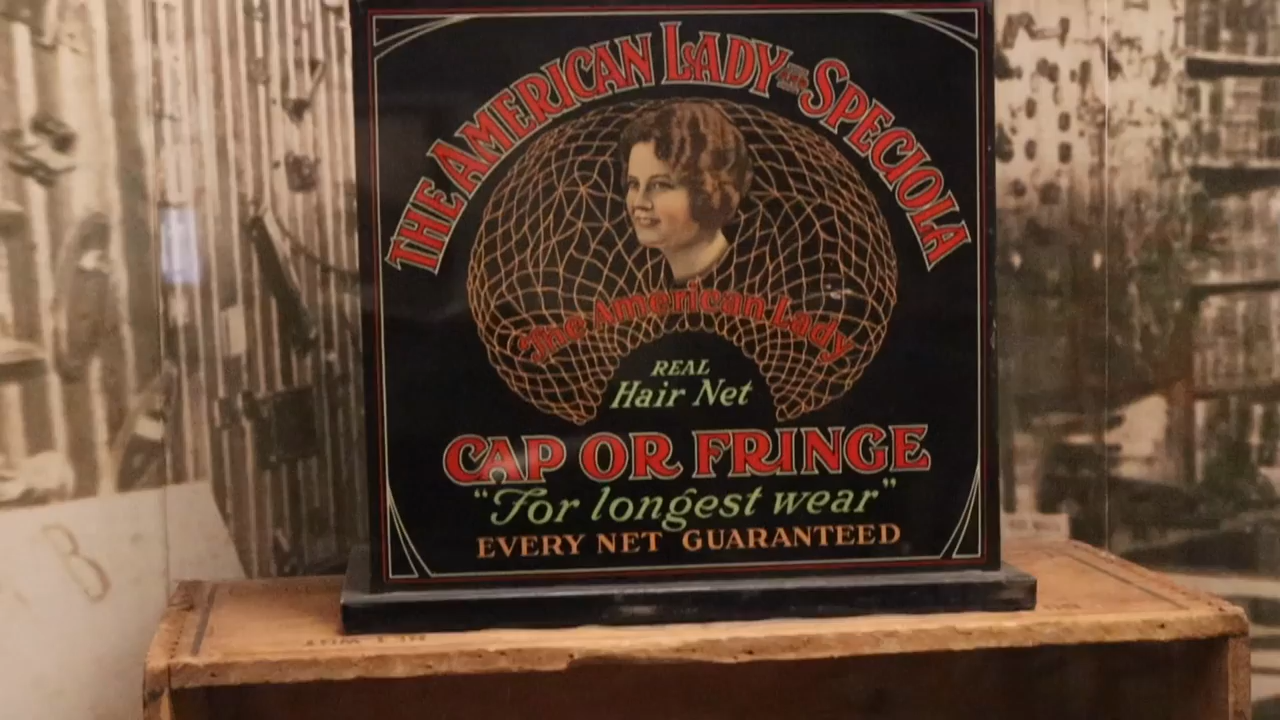 THE AMERICAN LADY AND SPECIOLA
The American Lady
REAL
Hair Net
CAP OR FRINGE
"For longest wear"
EVERY NET GUARANTEED
B